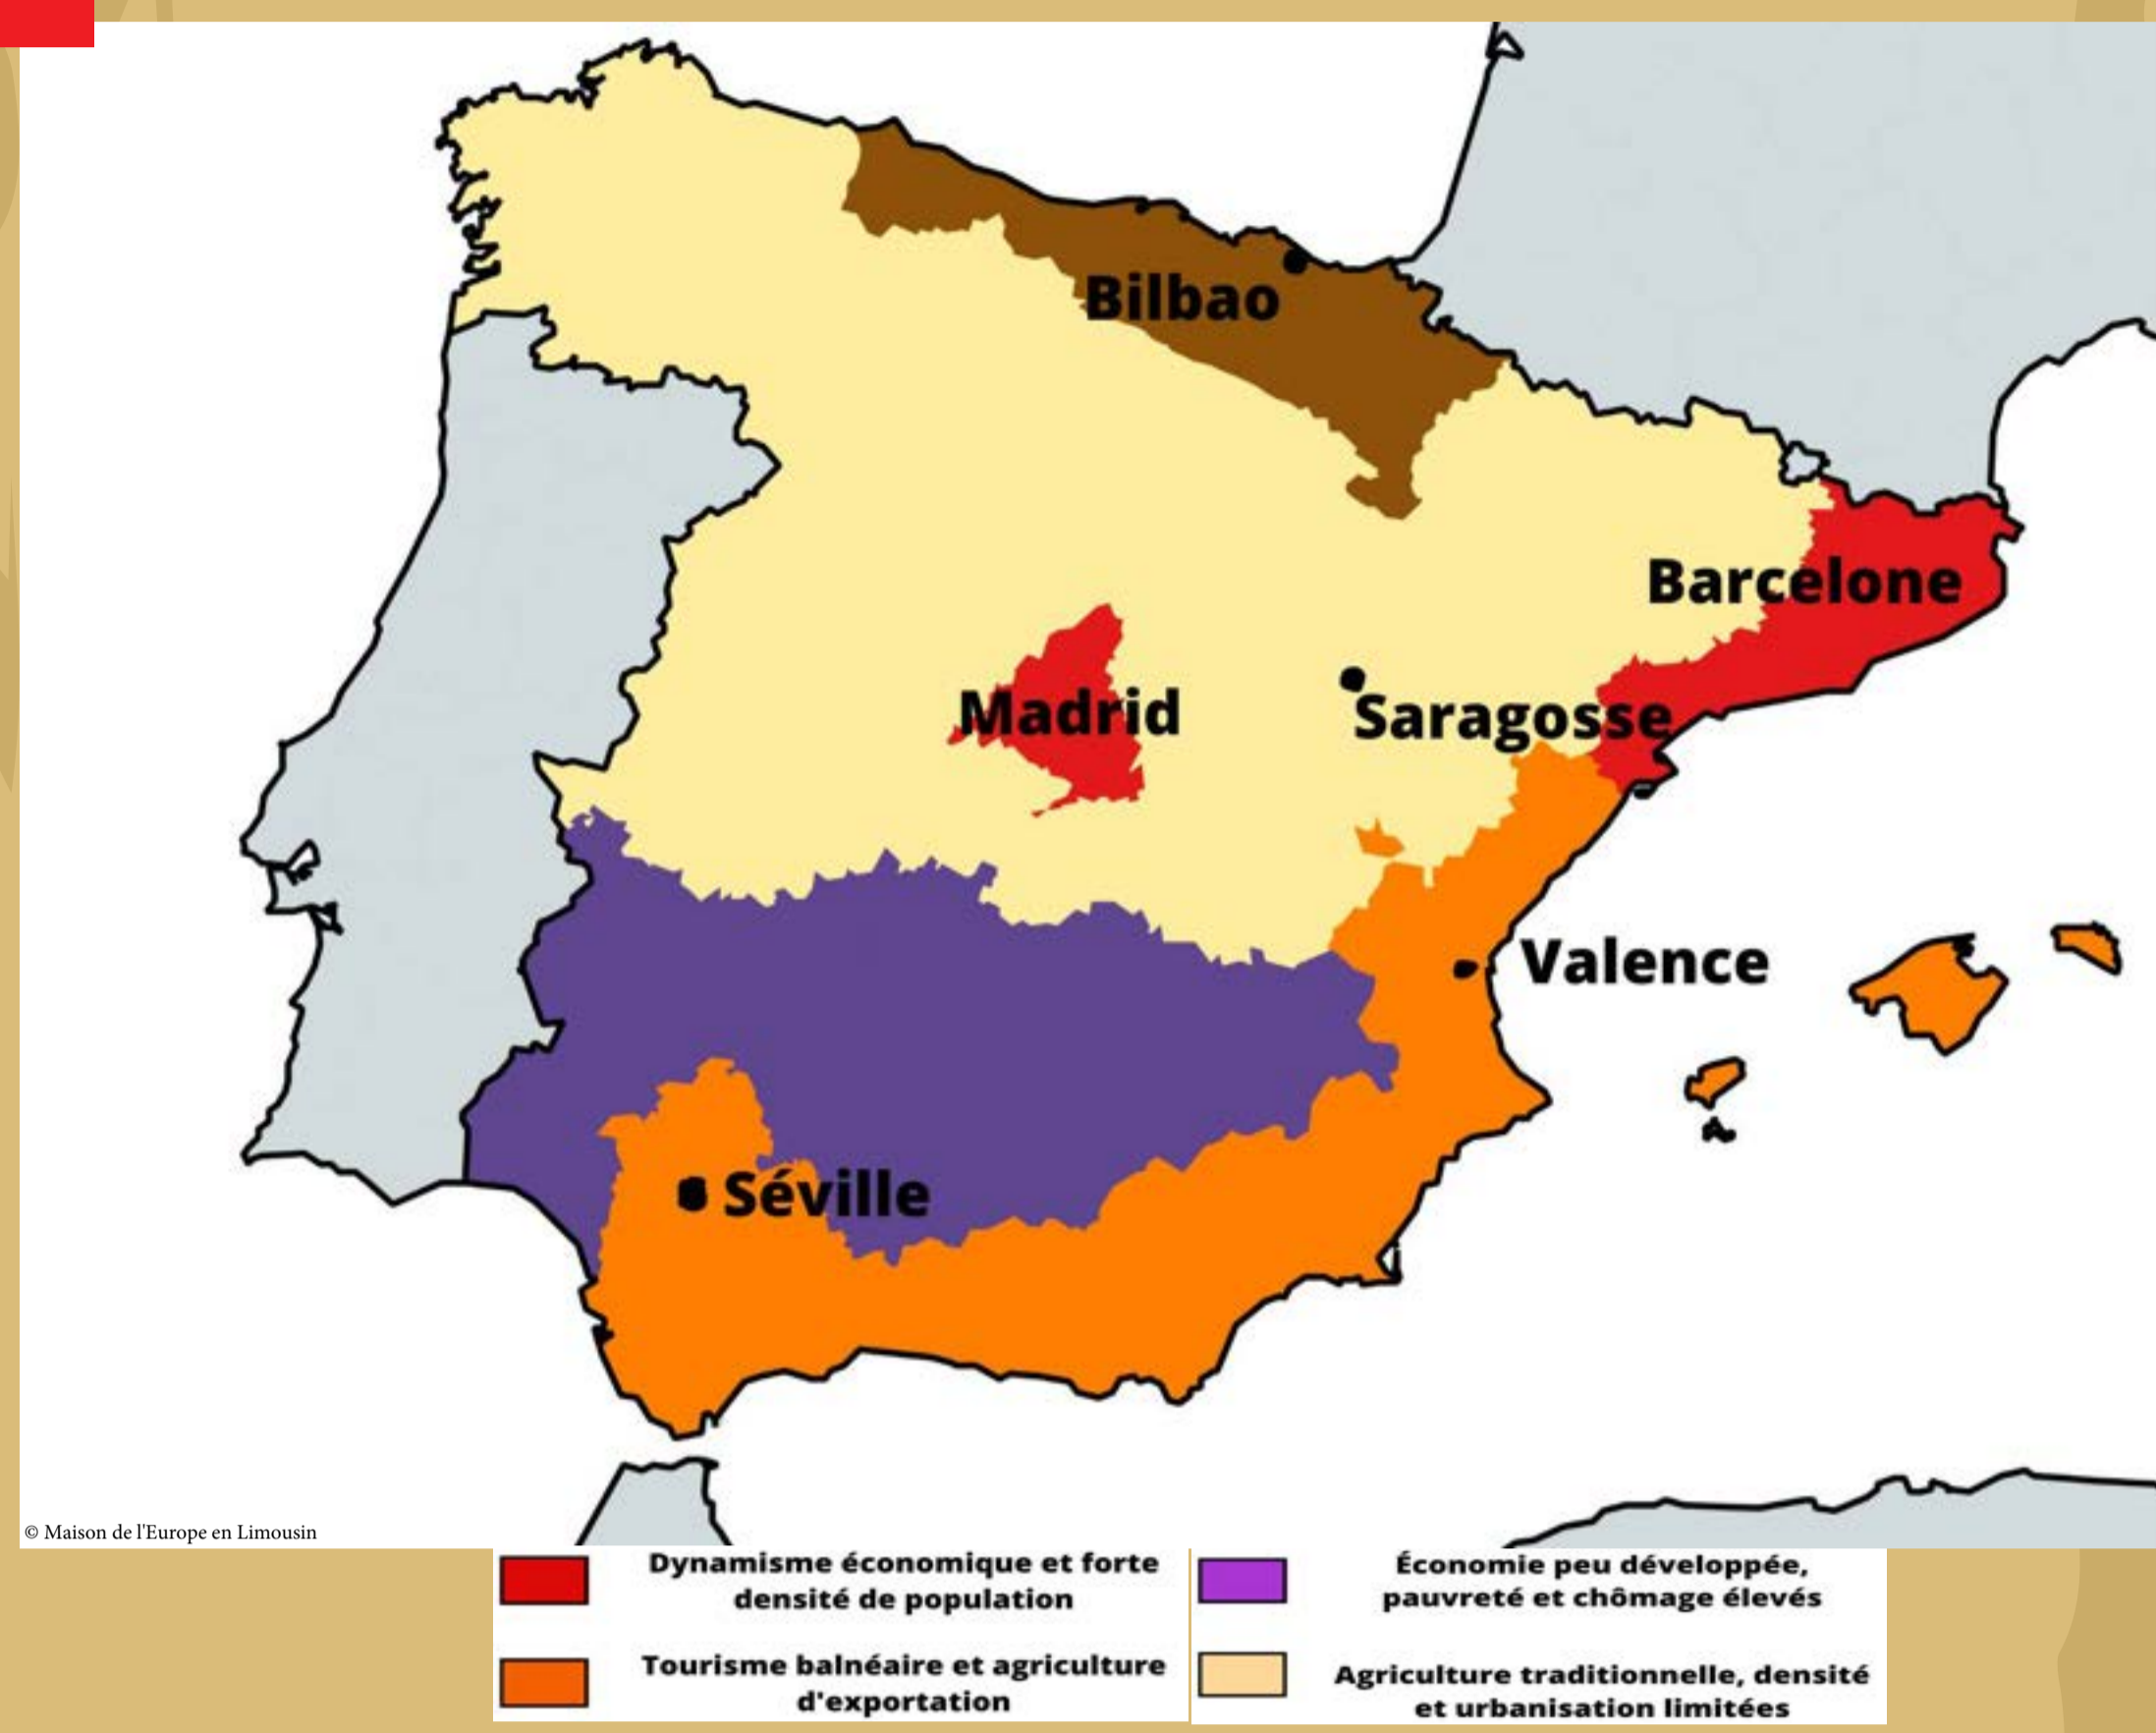 Bilbao
Barcelone
Madrid
Saragosse
Valence
Séville
© Maison de l'Europe en Limousin
Dynamisme économique et forte
densité de population
Économie peu développée,
pauvreté et chômage élevés
Tourisme balnéaire et agriculture
d'exportation
Agriculture traditionnelle, densité
et urbanisation limitées